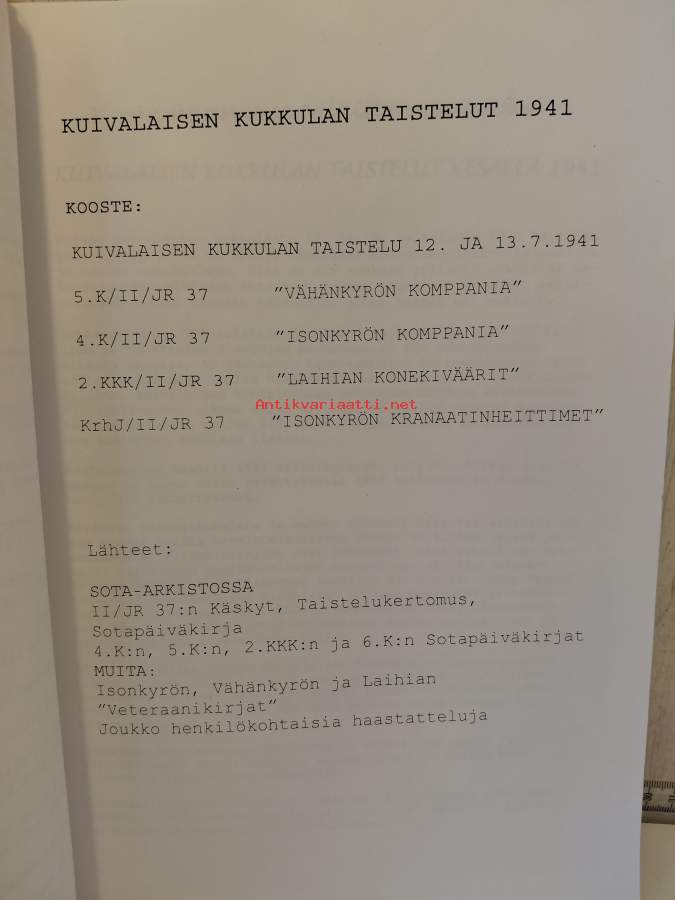 KUIVALAISEN KUKKULAN TAISTELUT 1941
KOOSTE:
KUIVALAISEN KUKKULAN TAISTELU 12. JA 13.7.1941
5.K/II/JR 37 "VÄHÄNKYRÖN KOMPPANIA"
4.K/II/JR 37 "ISONKYRÖN KOMPPANIA"
2.KKK/II/JR 37 "LAIHIAN KONEKIVÄÄRIT"
Antikvariaatti.net
KrhJ/II/JR 37 "ISONKYRÖN KRANAATINHEITTIMET"
Lähteet:
SOTA-ARKISTOSSA
II/JR 37:n Käskyt, Taistelukertomus,
Sotapäiväkirja
4.K:n, 5.K:n, 2.KKK:n ja 6.K:n Sotapäiväkirjat
MUITA:
Isonkyrön, Vähänkyrön ja Laihian
"Veteraanikirjat"
Joukko henkilökohtaisia haastatteluja